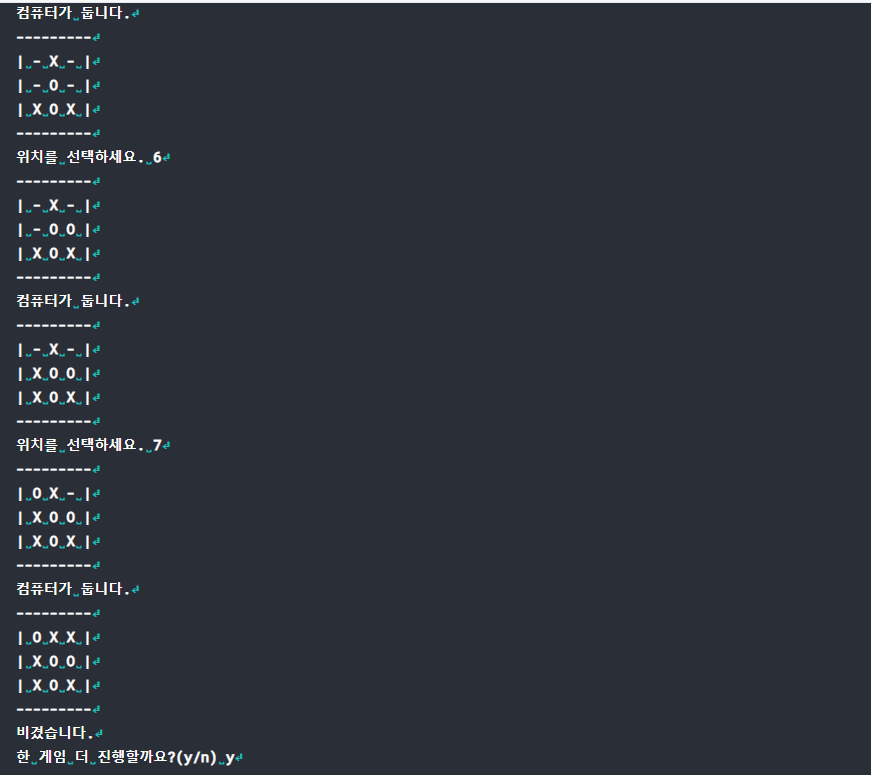 컴퓨터가 둡니다.
---------
| - X - |
| - O - |
| X O X |
---------
위치를 선택하세요. 6
---------
| - X - |
| - O O |
| X O X |
---------
컴퓨터가 둡니다.
---------
| - X - |
| X O O |
| X O X |
---------
위치를 선택하세요. 7
---------
| O X - |
| X O O |
| X O X |
---------
컴퓨터가 둡니다.
---------
| O X X |
| X O O |
| X O X |
---------
비겼습니다.
한 게임 더 진행할까요?(y/n) y